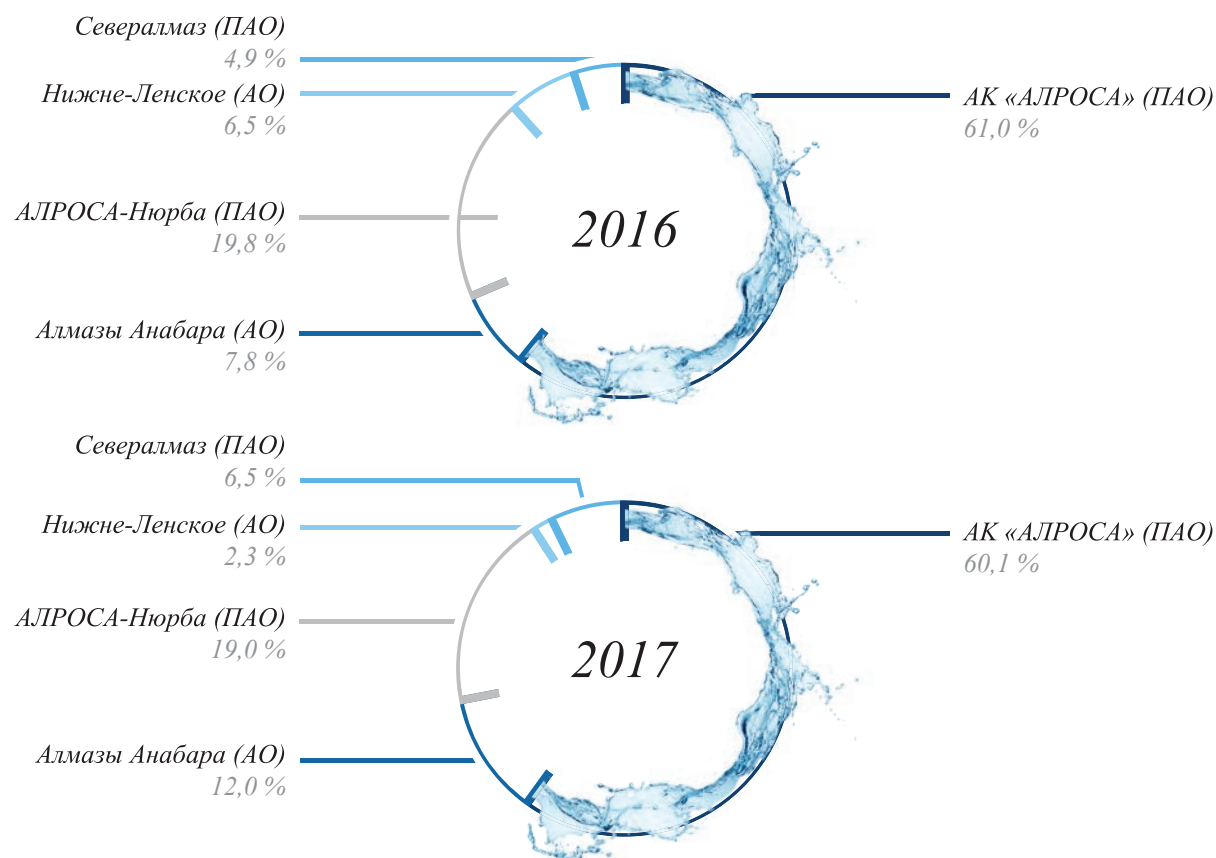 Севералмаз (ПАО)
4,9 %
Нижне-Ленское (АО)
6,5 %
АЛРОСА-Нюрба (ПАО)
19,8 %
Алмазы Анабара (АО)
7,8 %
2016
АК «АЛРОСА» (ПАО)
61,0 %
Севералмаз (ПАО)
6,5 %
Нижне-Ленское (АО)
2,3 %
АЛРОСА-Нюрба (ПАО)
19,0 %
Алмазы Анабара (АО)
12,0 %
2017
АК «АЛРОСА» (ПАО)
60,1 %